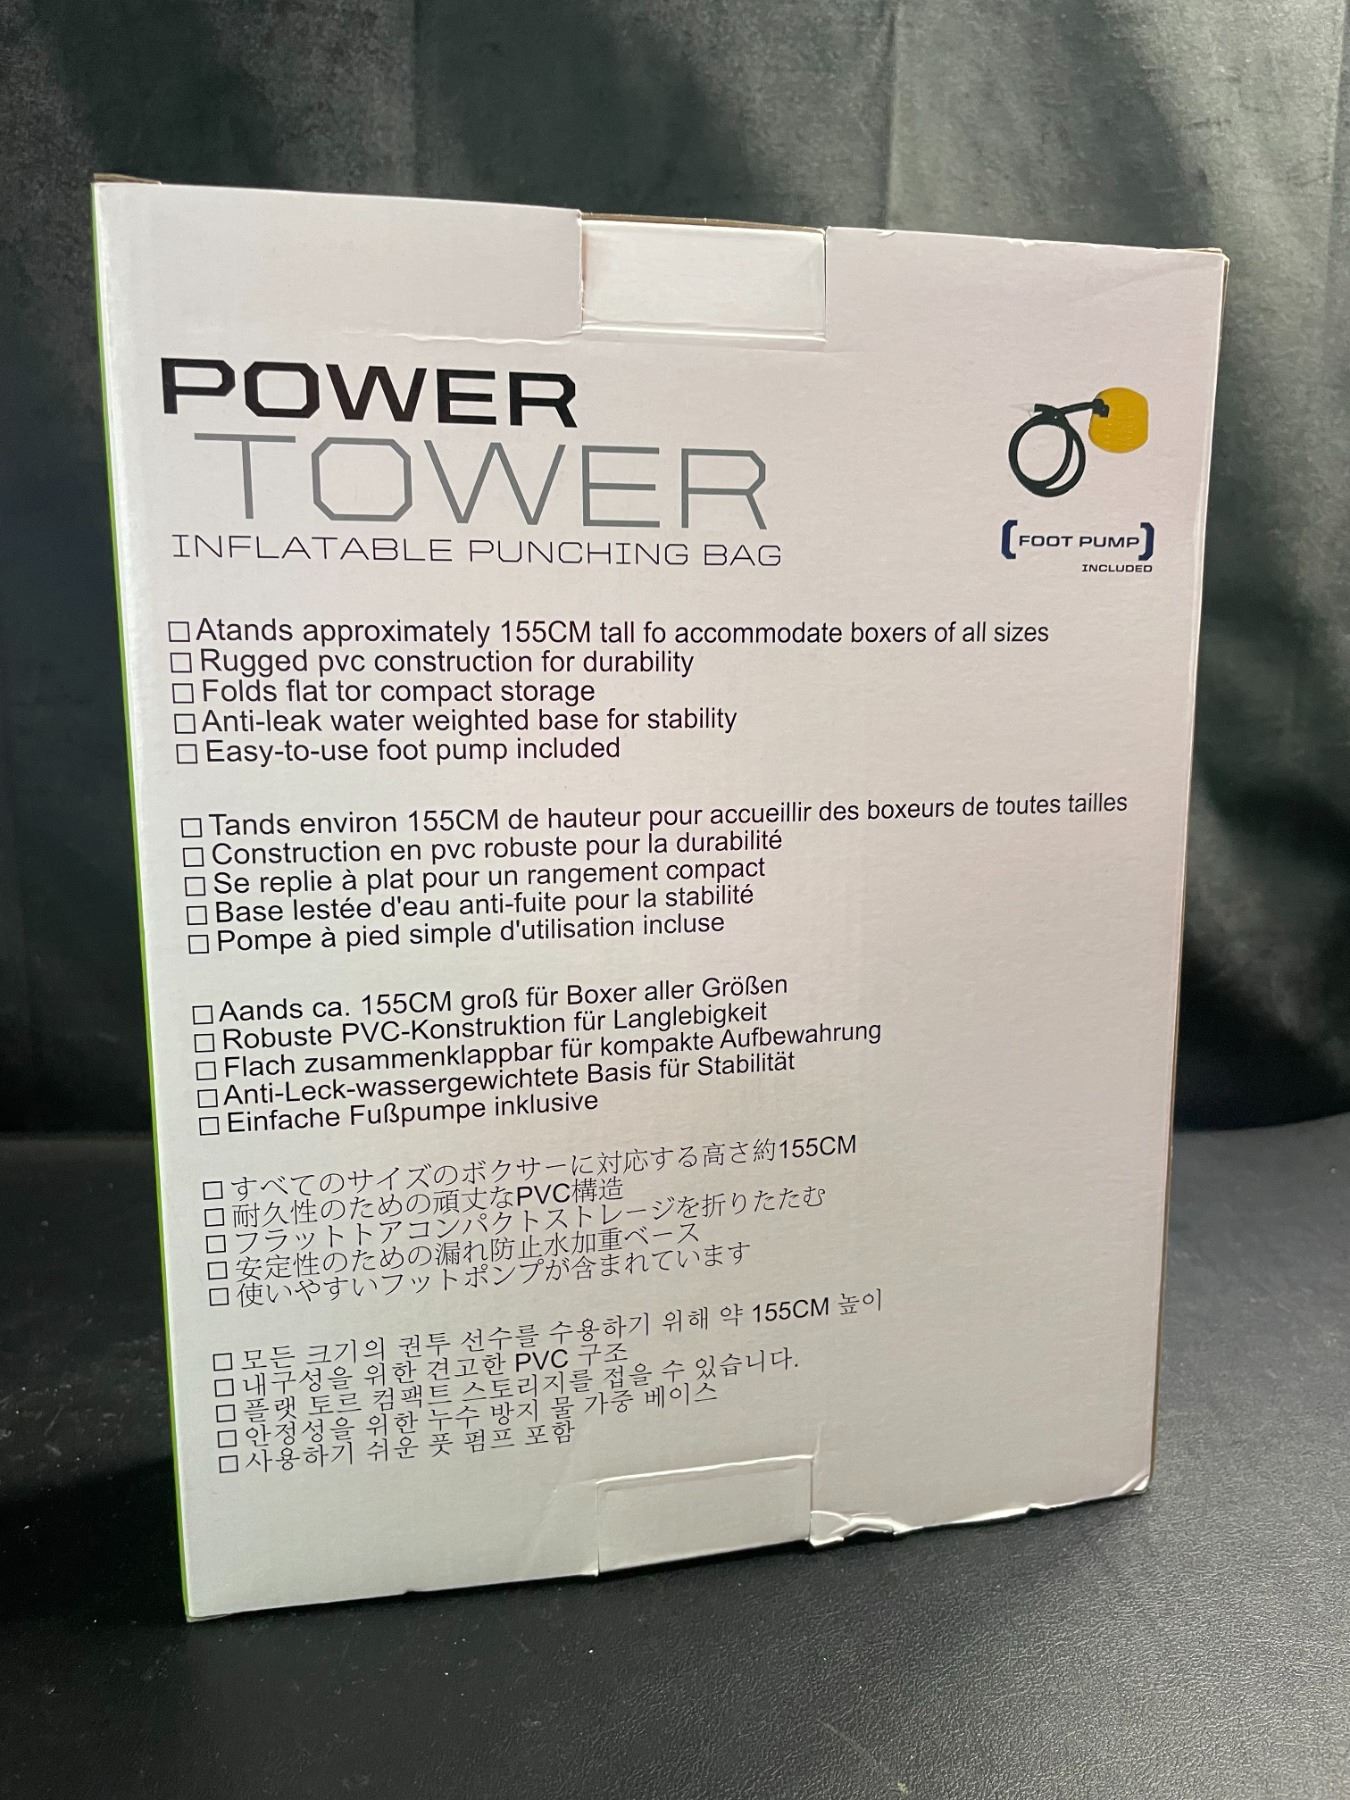 POWER
TOWER
INFLATABLE PUNCHING BAG
[FOOT PUMP]
INCLUDED
□ Atands approximately 155CM tall fo accommodate boxers of all sizes
□ Rugged pvc construction for durability
□ Folds flat tor compact storage
□ Anti-leak water weighted base for stability
□ Easy-to-use foot pump included
□ Tands environ 155CM de hauteur pour accueillir des boxeurs de toutes tailles
□ Construction en pvc robuste pour la durabilité
□ Se replie à plat pour un rangement compact
□ Base lestée d'eau anti-fuite pour la stabilité
□ Pompe à pied simple d'utilisation incluse
□ Aands ca. 155CM groß für Boxer aller Größen
□ Robuste PVC-Konstruktion für Langlebigkeit
□ Flach zusammenklappbar für kompakte Aufbewahrung
□ Anti-Leck-wassergewichtete Basis für Stabilität
□ Einfache Fußpumpe inklusive
□ すべてのサイズのボクサーに対応する高さ約155CM
□ 耐久性のための頑丈なPVC構造
□ フラットトアコンパクトストレージを折りたたむ
□ 安定性のための漏れ防止水加重ベース
□ 使いやすいフットポンプが含まれています
□ 모든 크기의 권투 선수를 수용하기 위해 약 155CM 높이
□ 내구성을 위한 견고한 PVC 구조
□ 플랫 토르 컴팩트 스토리지를 접을 수 있습니다.
□ 안정성을 위한 누수 방지 물 가중 베이스
□ 사용하기 쉬운 풋 펌프 포함